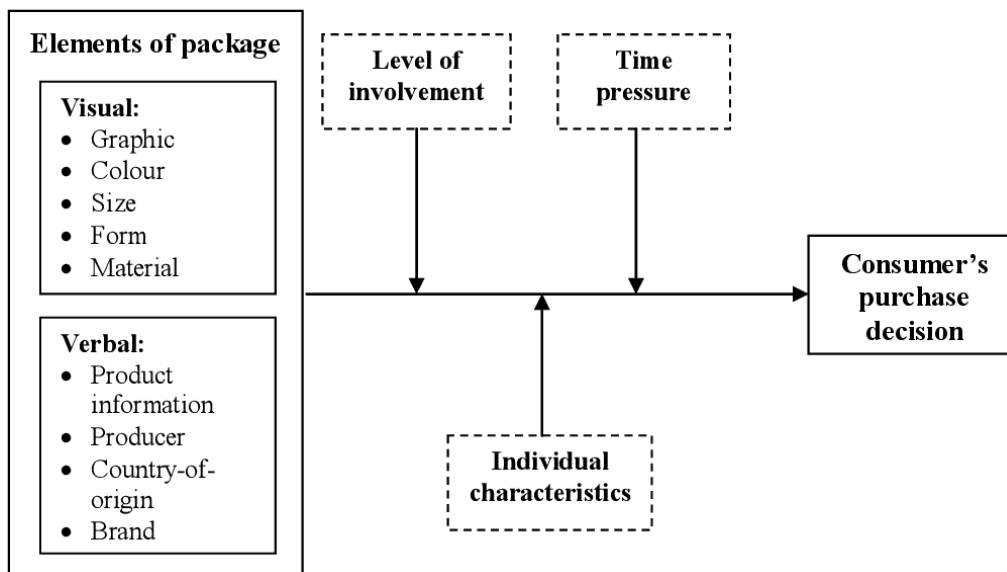 Elements of package
Visual:
• Graphic
• Colour
• Size
• Form
• Material
Verbal:
• Product
information
• Producer
• Country-of-
origin
• Brand
Level of
involvement
Time
pressure
Individual
characteristics
Consumer’s
purchase
decision